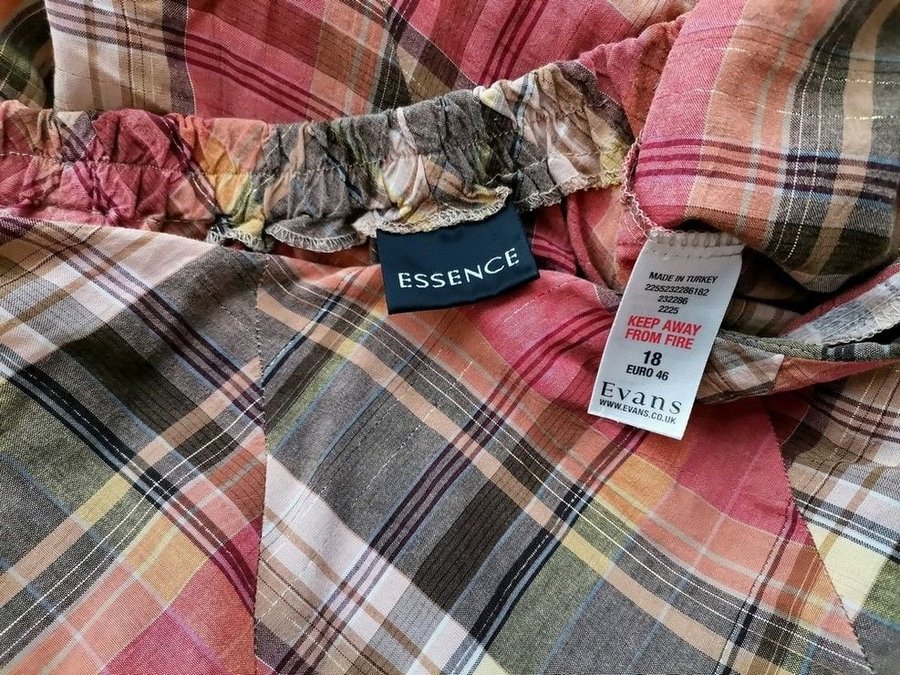 ESSENCE
MADE IN TURKEY
2255232286182
232286
2225
KEEP AWAY
FROM FIRE
18
EURO 46
Evans
WWW.EVANS.CO.UK